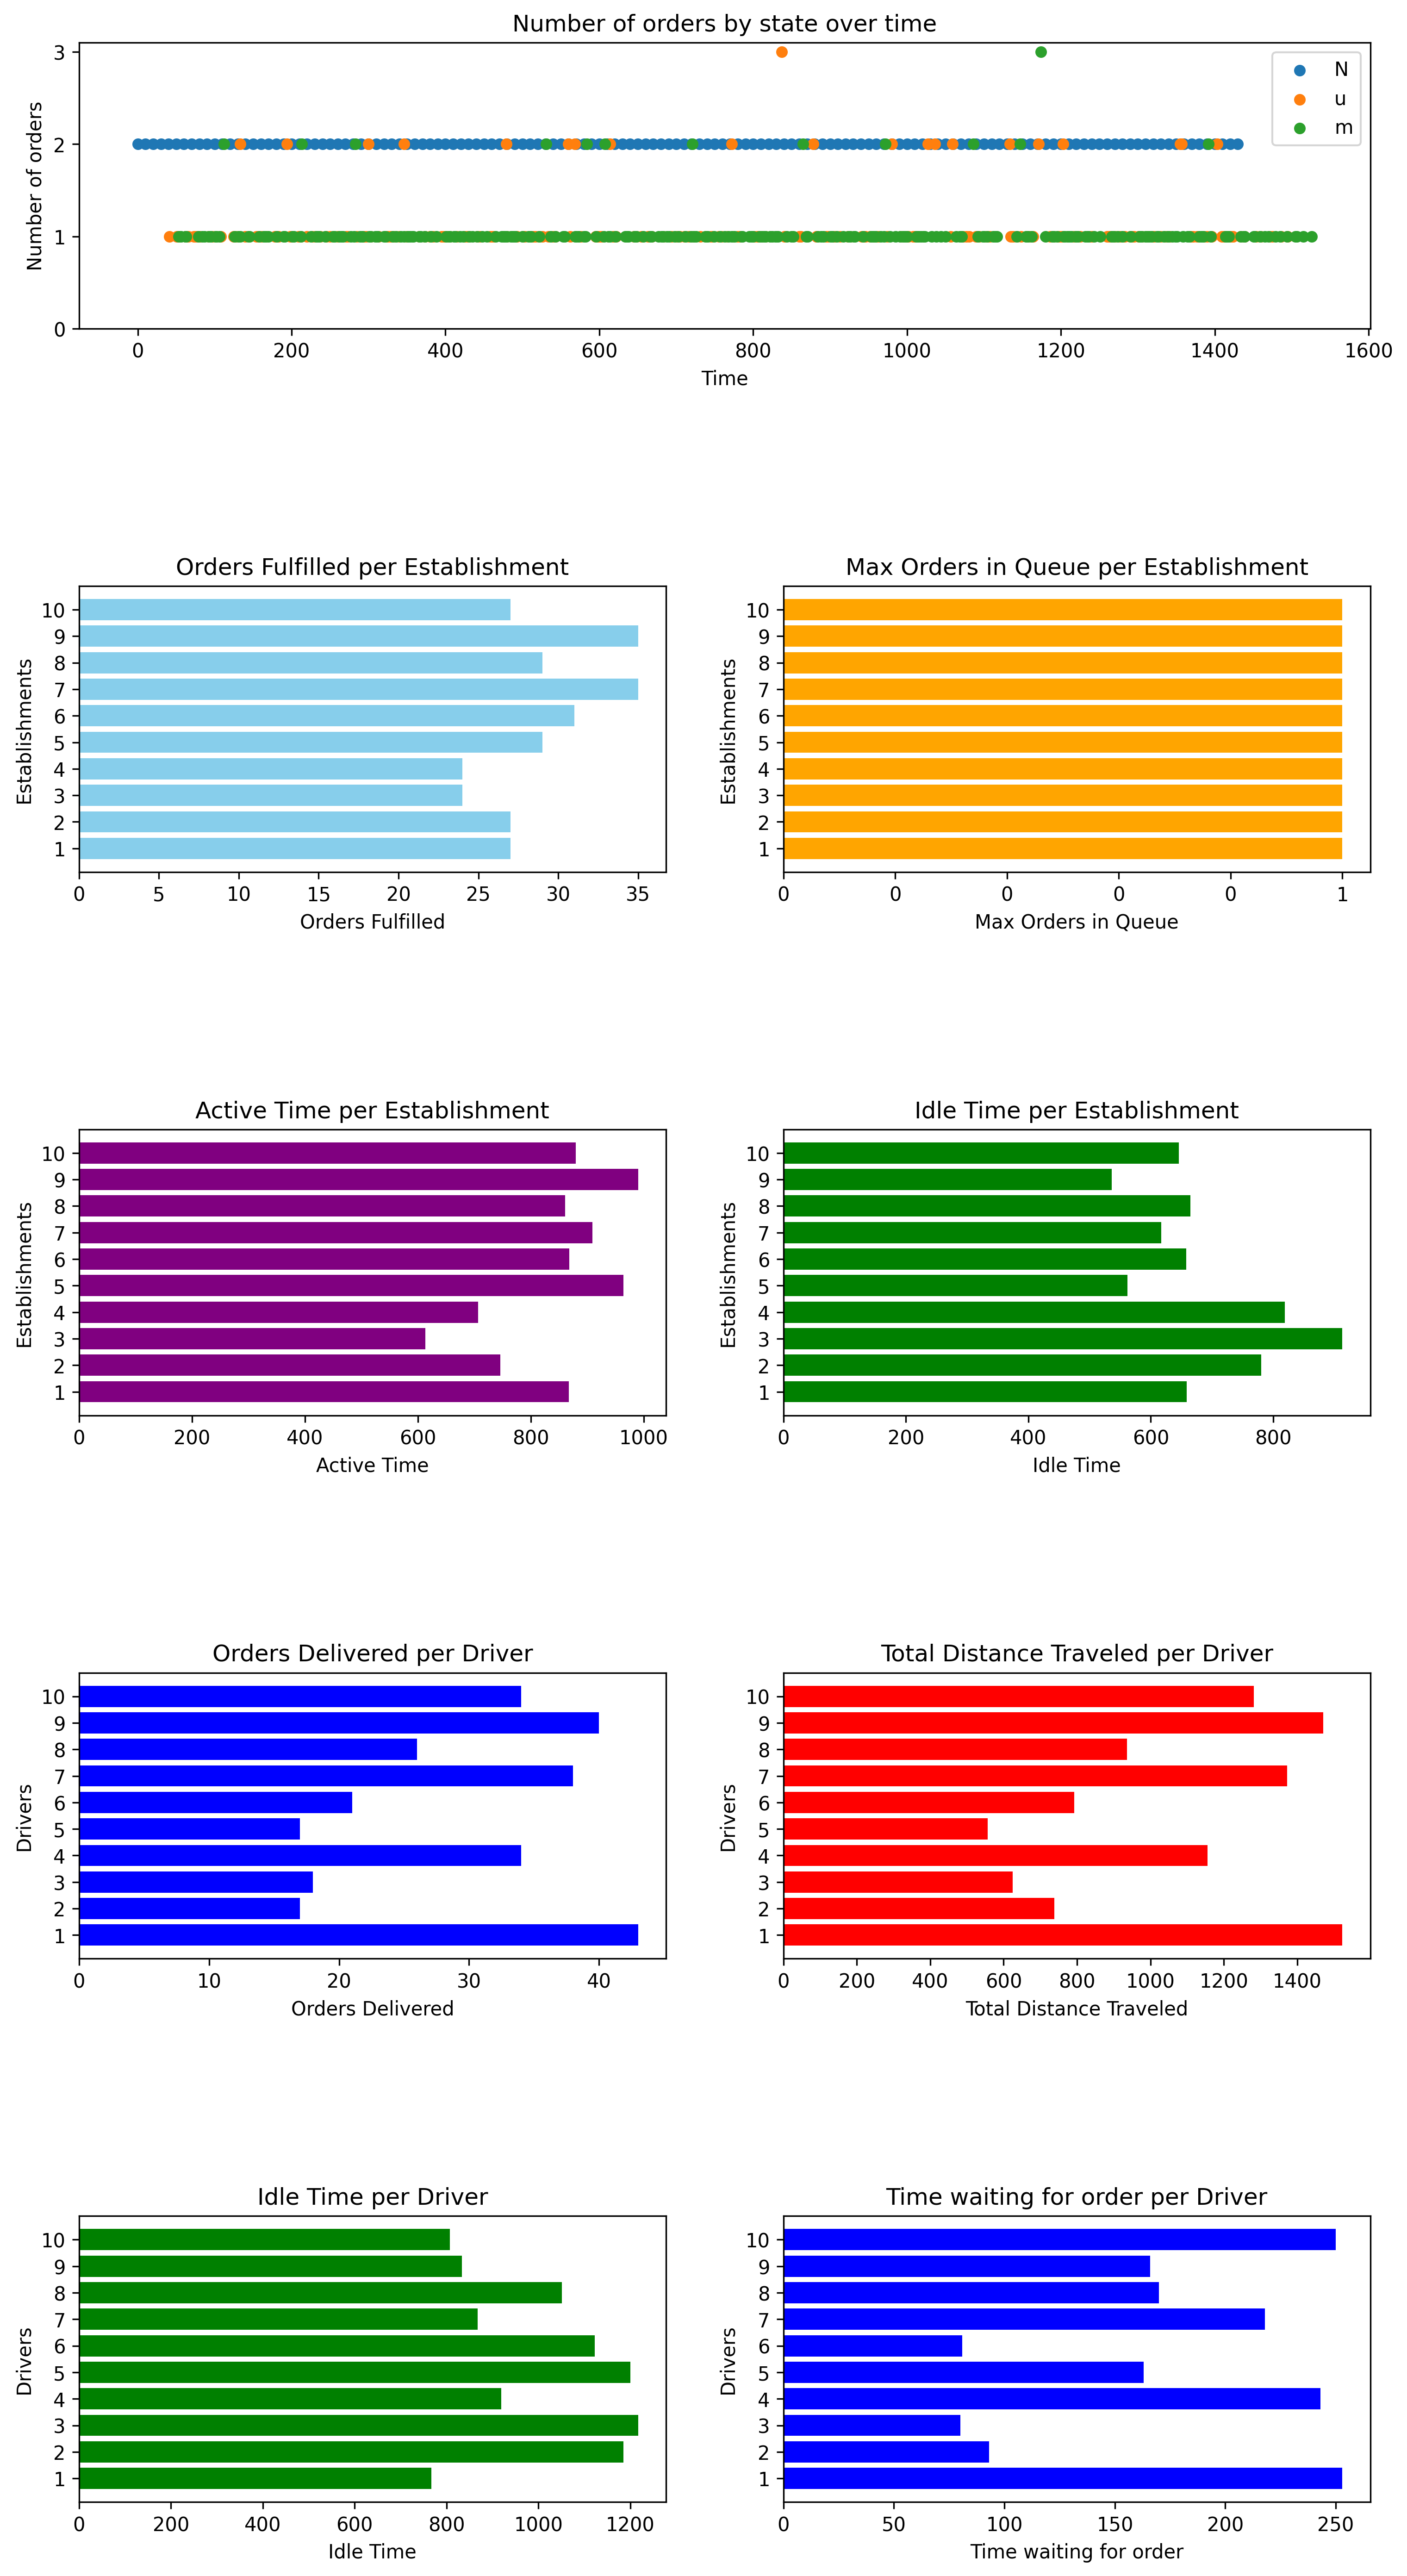 Number of orders by state over time
Number of orders
3
2
1
0
N
u
m
0 200 400 600 800 1000 1200 1400 1600
Time
Orders Fulfilled per Establishment
Establishments
10
9
8
7
6
5
4
3
2
1
0 5 10 15 20 25 30 35
Orders Fulfilled
Max Orders in Queue per Establishment
Establishments
10
9
8
7
6
5
4
3
2
1
0 0 0 0 0 1
Max Orders in Queue
Active Time per Establishment
Establishments
10
9
8
7
6
5
4
3
2
1
0 200 400 600 800 1000
Active Time
Idle Time per Establishment
Establishments
10
9
8
7
6
5
4
3
2
1
0 200 400 600 800
Idle Time
Orders Delivered per Driver
Drivers
10
9
8
7
6
5
4
3
2
1
0 10 20 30 40
Orders Delivered
Total Distance Traveled per Driver
Drivers
10
9
8
7
6
5
4
3
2
1
0 200 400 600 800 1000 1200 1400
Total Distance Traveled
Idle Time per Driver
Drivers
10
9
8
7
6
5
4
3
2
1
0 200 400 600 800 1000 1200
Idle Time
Time waiting for order per Driver
Drivers
10
9
8
7
6
5
4
3
2
1
0 50 100 150 200 250
Time waiting for order